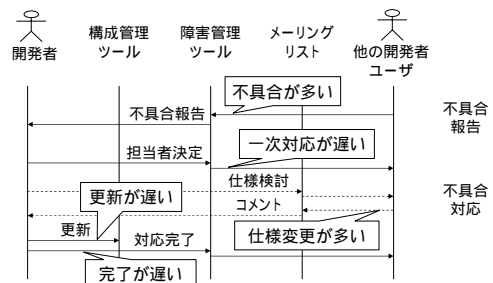 開発者
構成管理
ツール
障害管理
ツール
メーリング
リスト
他の開発者
ユーザ
不具合が多い
不具合報告
不具合
報告
担当者決定
一次対応が遅い
仕様検討
更新が遅い
コメント
不具合
対応
更新
対応完了
仕様変更が多い
完了が遅い